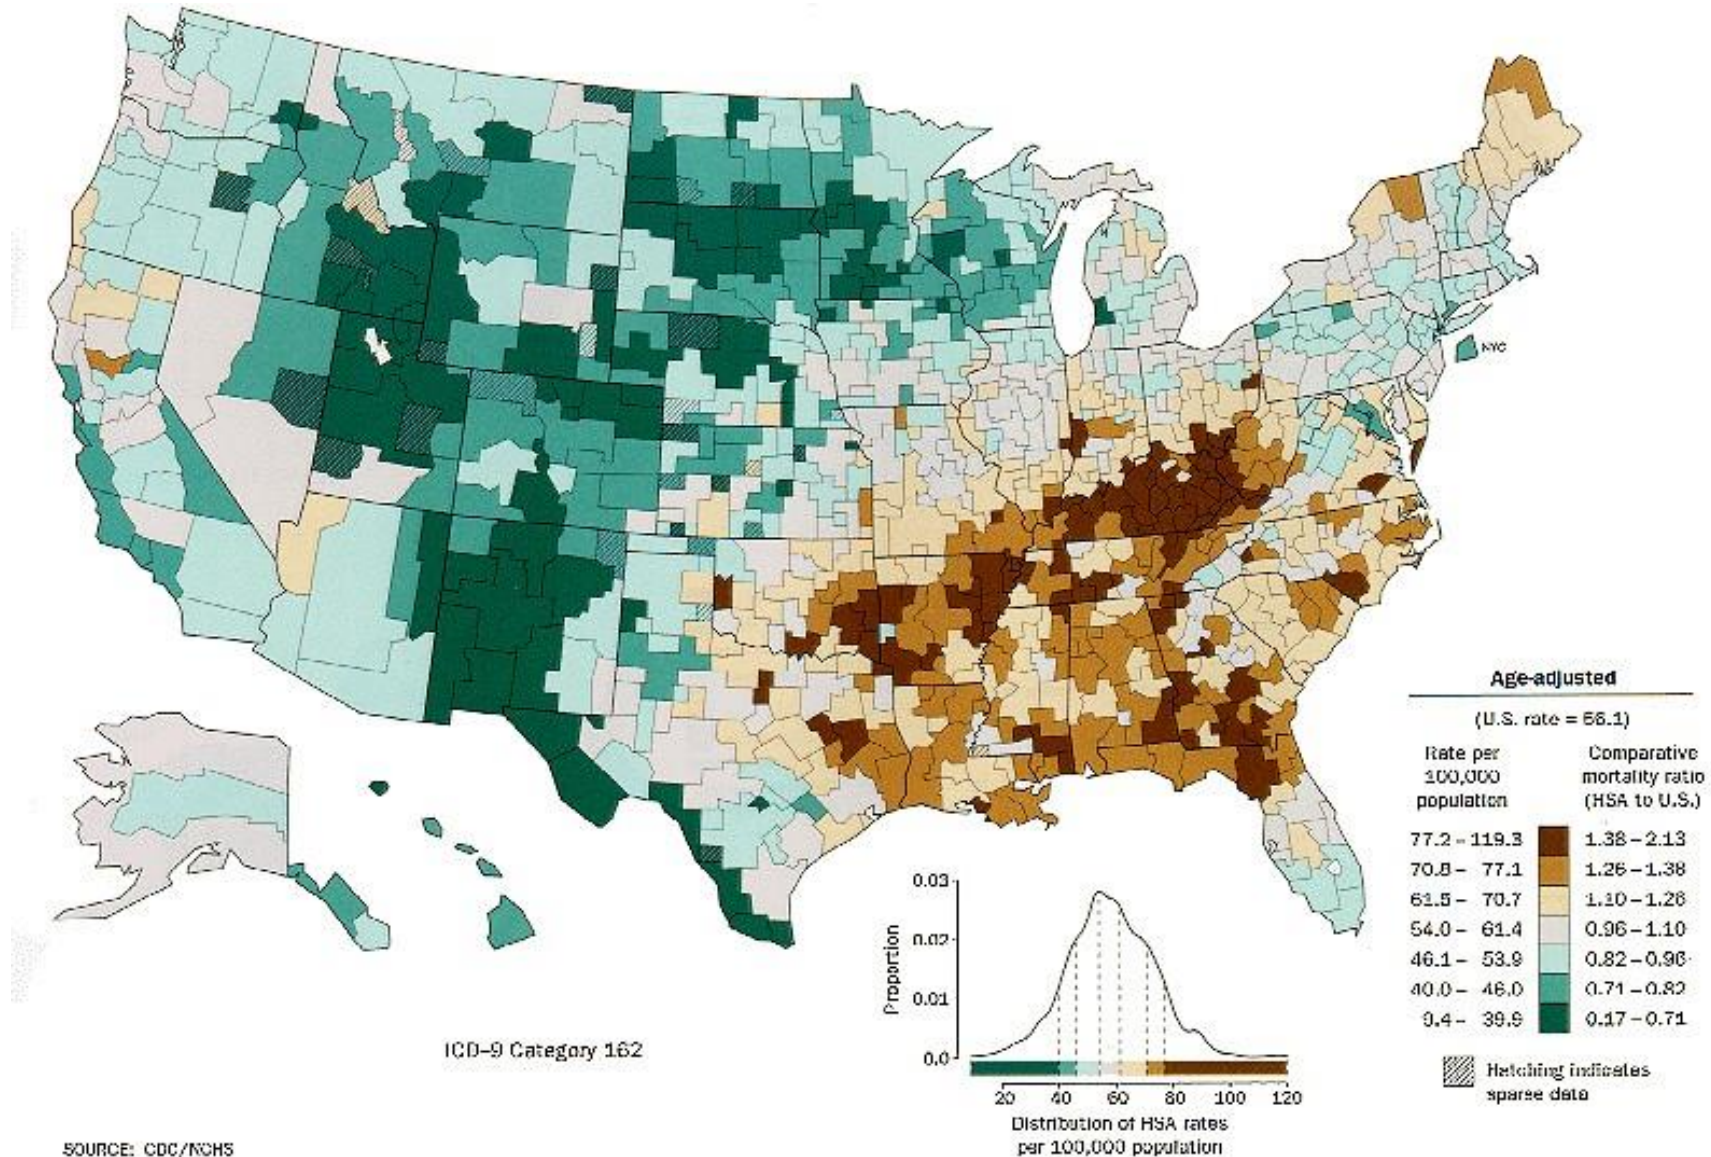 NYC
Age-adjusted
(U.S. rate = 56.1)
Rate per
100,000
population
Comparative
mortality ratio
(HSA to U.S.)
77.2 – 119.3 1.38 – 2.13
70.8 – 77.1 1.26 – 1.38
61.5 – 70.7 1.10 – 1.26
54.0 – 61.4 0.96 – 1.10
46.1 – 53.9 0.82 – 0.96
40.0 – 46.0 0.71 – 0.82
9.4 – 39.9 0.17 – 0.71
Hatching indicates
sparse data
Proportion
0.03
0.02
0.01
0.0
20 40 60 80 100 120
Distribution of HSA rates
per 100,000 population
ICD–9 Category 162
SOURCE: CDC/NCHS